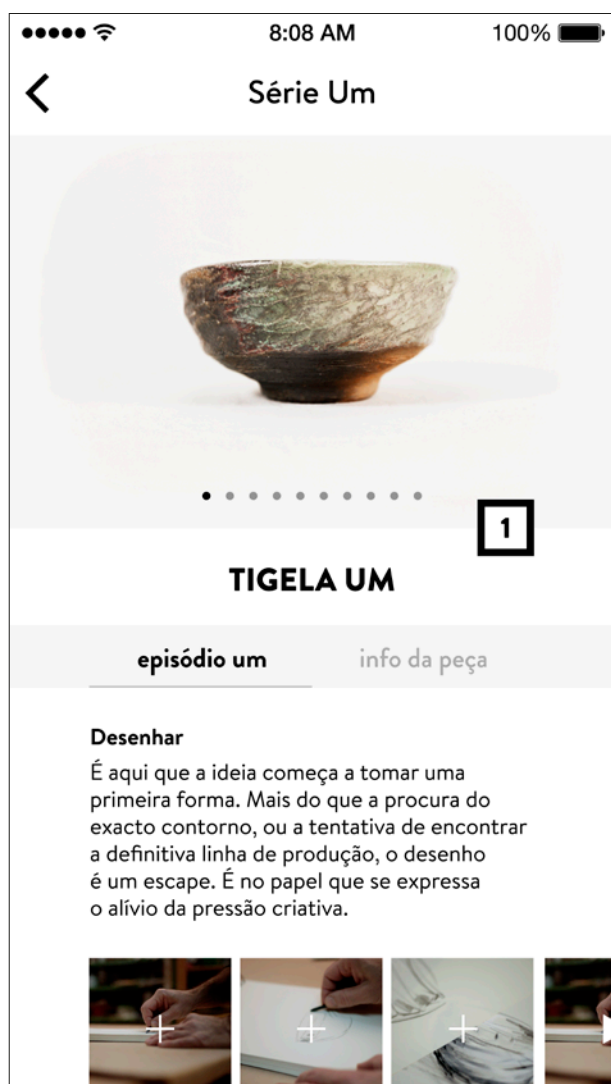 8:08 AM
100%
Série Um
1
TIGELA UM
episódio um
info da peça
Desenhar
É aqui que a ideia começa a tomar uma
primeira forma. Mais do que a procura do
exacto contorno, ou a tentativa de encontrar
a definitiva linha de produção, o desenho
é um escape. É no papel que se expressa
o alívio da pressão criativa.